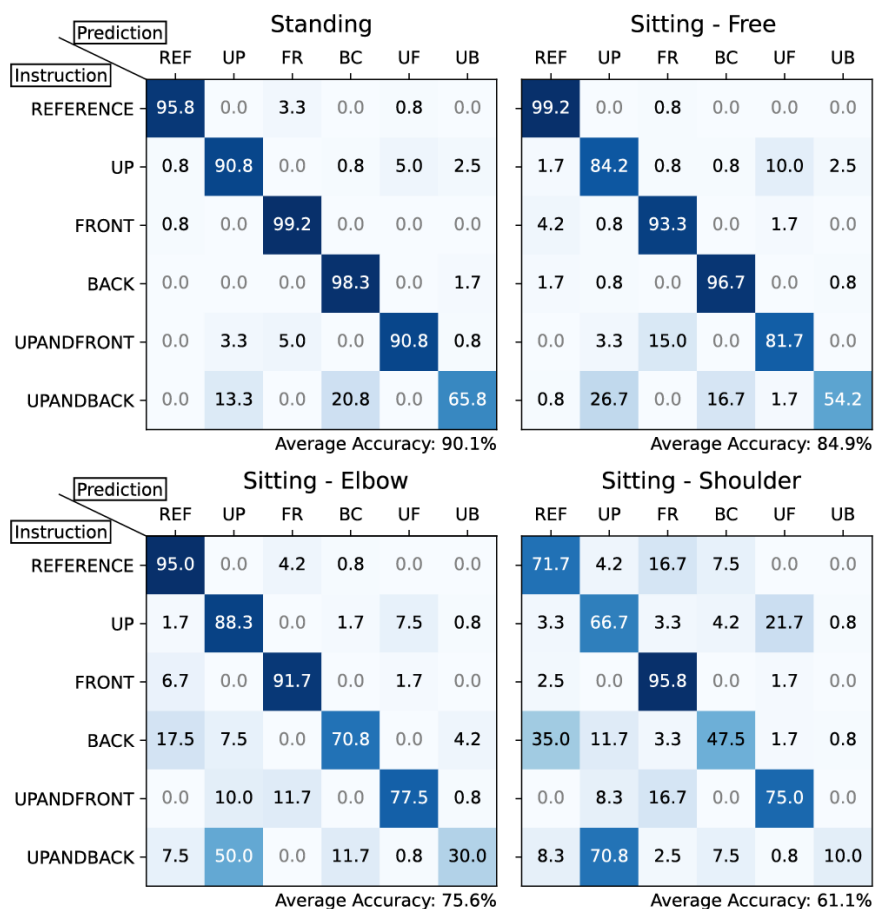 Standing Sitting - Free
Prediction
REF UP FR BC UF UB REF UP FR BC UF UB
Instruction
REFERENCE 95.8 0.0 3.3 0.0 0.8 0.0 99.2 0.0 0.8 0.0 0.0 0.0
UP 0.8 90.8 0.0 0.8 5.0 2.5 1.7 84.2 0.8 0.8 10.0 2.5
FRONT 0.8 0.0 99.2 0.0 0.0 0.0 4.2 0.8 93.3 0.0 1.7 0.0
BACK 0.0 0.0 0.0 98.3 0.0 1.7 1.7 0.8 0.0 96.7 0.0 0.8
UPANDFRONT 0.0 3.3 5.0 0.0 90.8 0.8 0.0 3.3 15.0 0.0 81.7 0.0
UPANDBACK 0.0 13.3 0.0 20.8 0.0 65.8 0.8 26.7 0.0 16.7 1.7 54.2
Average Accuracy: 90.1% Average Accuracy: 84.9%
Sitting - Elbow Sitting - Shoulder
Prediction
REF UP FR BC UF UB REF UP FR BC UF UB
Instruction
REFERENCE 95.0 0.0 4.2 0.8 0.0 0.0 71.7 4.2 16.7 7.5 0.0 0.0
UP 1.7 88.3 0.0 1.7 7.5 0.8 3.3 66.7 3.3 4.2 21.7 0.8
FRONT 6.7 0.0 91.7 0.0 1.7 0.0 2.5 0.0 95.8 0.0 1.7 0.0
BACK 17.5 7.5 0.0 70.8 0.0 4.2 35.0 11.7 3.3 47.5 1.7 0.8
UPANDFRONT 0.0 10.0 11.7 0.0 77.5 0.8 0.0 8.3 16.7 0.0 75.0 0.0
UPANDBACK 7.5 50.0 0.0 11.7 0.8 30.0 8.3 70.8 2.5 7.5 0.8 10.0
Average Accuracy: 75.6% Average Accuracy: 61.1%